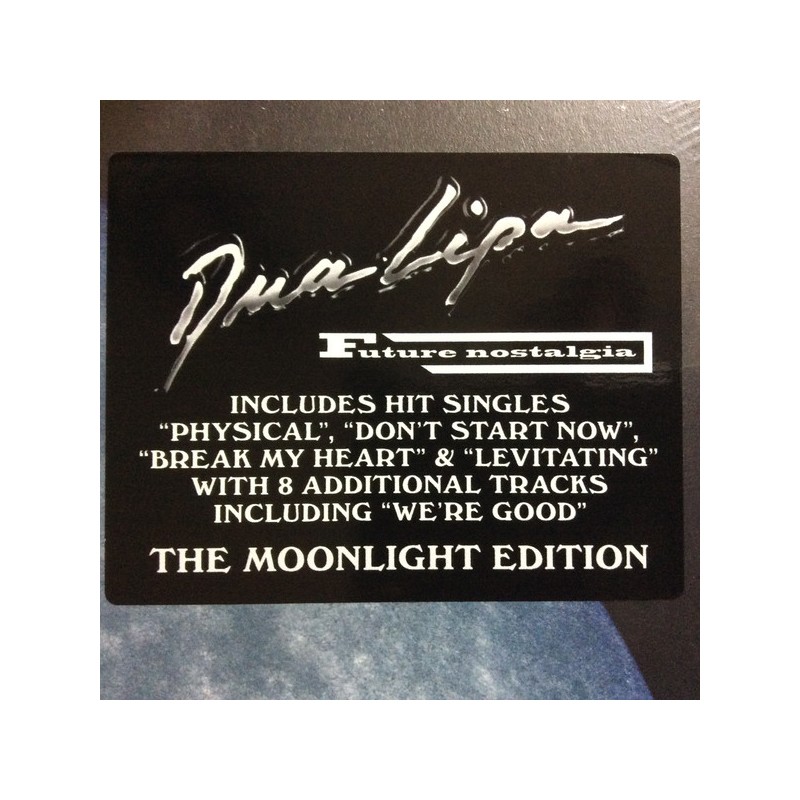 Dua Lipa
Future nostalgia
INCLUDES HIT SINGLES
“PHYSICAL”, “DON'T START NOW”,
“BREAK MY HEART” & “LEVITATING”
WITH 8 ADDITIONAL TRACKS
INCLUDING “WE'RE GOOD”
THE MOONLIGHT EDITION